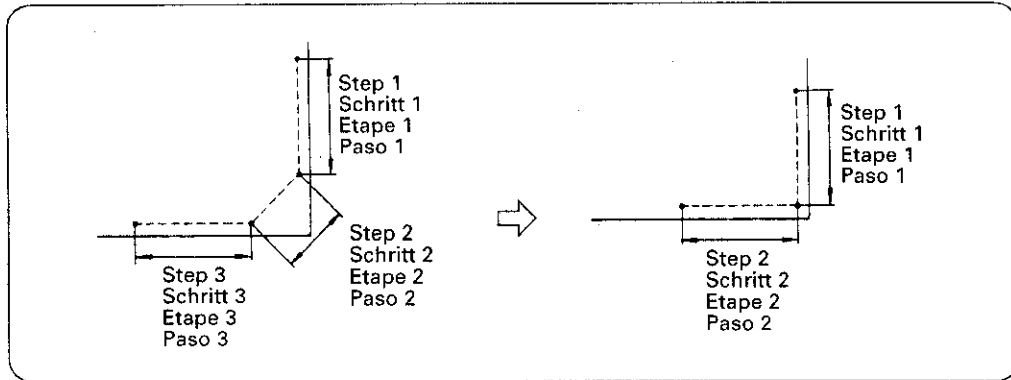 Step 1
Schritt 1
Etape 1
Paso 1
Step 2
Schritt 2
Etape 2
Paso 2
Step 3
Schritt 3
Etape 3
Paso 3
Step 1
Schritt 1
Etape 1
Paso 1
Step 2
Schritt 2
Etape 2
Paso 2